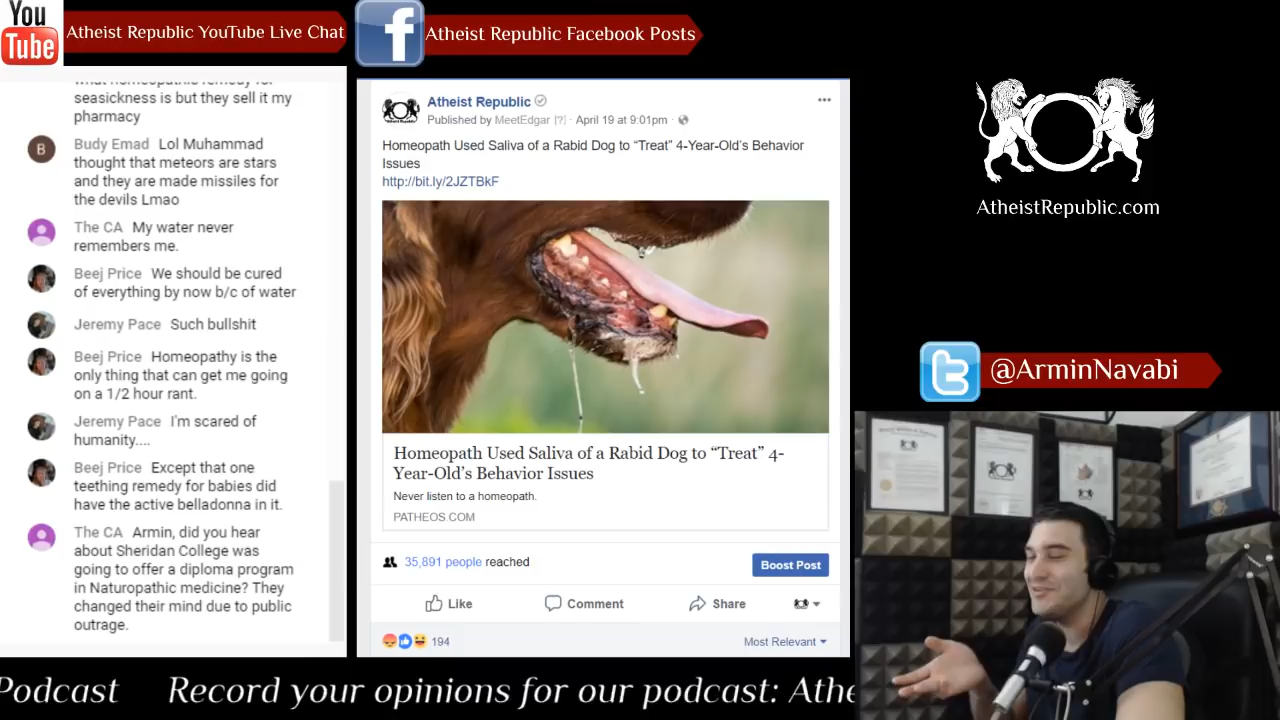 You
Tube
Atheist Republic YouTube Live Chat
what homeopathic remedy for
seasickness is but they sell it my
pharmacy
B
Budy Emad Lol Muhammad
thought that meteors are stars
and they are made missiles for
the devils Lmao
The CA My water never
remembers me.
Beej Price We should be cured
of everything by now b/c of water
Jeremy Pace Such bullshit
Beej Price Homeopathy is the
only thing that can get me going
on a 1/2 hour rant.
Jeremy Pace I'm scared of
humanity....
Beej Price Except that one
teething remedy for babies did
have the active belladonna in it.
The CA Armin, did you hear
about Sheridan College was
going to offer a diploma program
in Naturopathic medicine? They
changed their mind due to public
outrage.
f
Atheist Republic Facebook Posts
Atheist Republic
Published by MeetEdgar [?] · April 19 at 9:01pm ·
Homeopath Used Saliva of a Rabid Dog to “Treat” 4-Year-Old’s Behavior
Issues
http://bit.ly/2JZTBkF
Homeopath Used Saliva of a Rabid Dog to “Treat” 4-
Year-Old’s Behavior Issues
Never listen to a homeopath.
PATHEOS.COM
35,891 people reached
Boost Post
Like Comment Share
194
Most Relevant
AtheistRepublic.com
@ArminNavabi
Podcast Record your opinions for our podcast: Athe